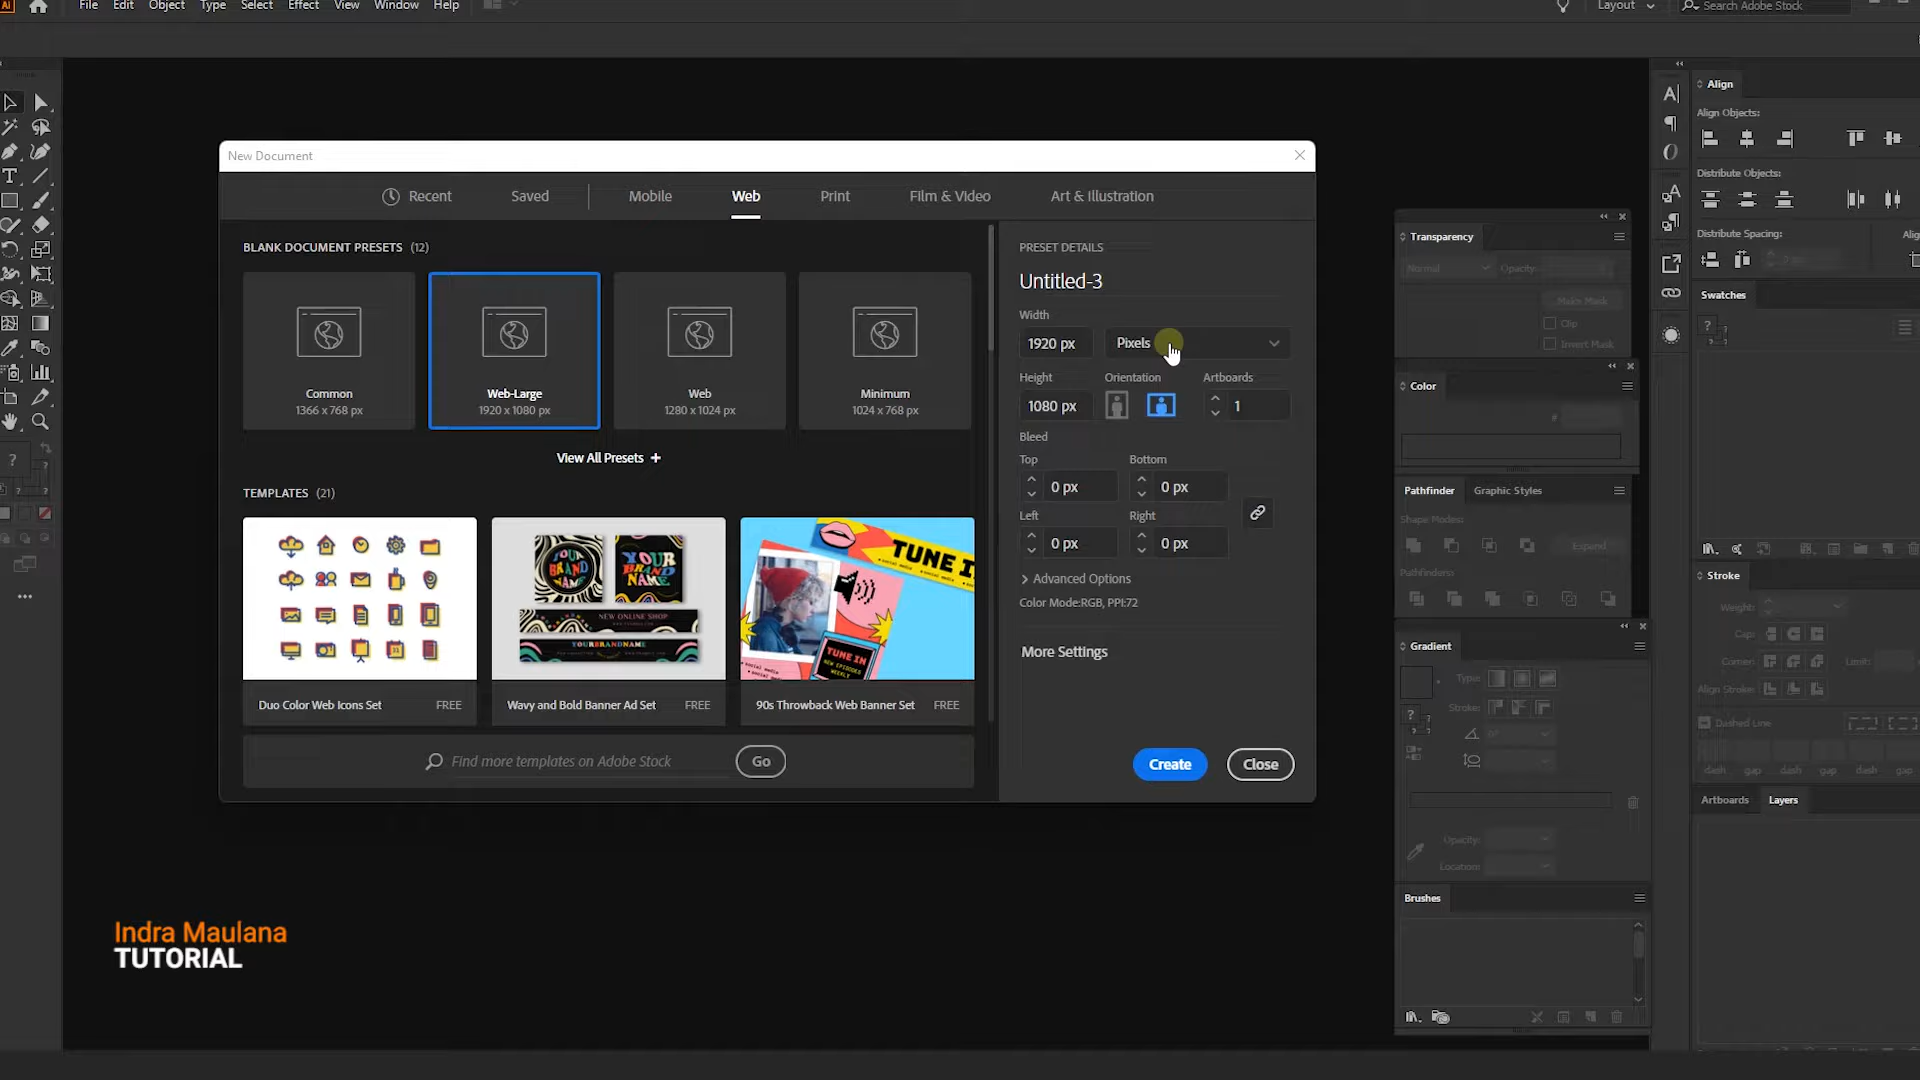 Ai File Edit Object Type Select Effect View Window Help
Layout Search Adobe Stock
New Document
Recent Saved Mobile Web Print Film & Video Art & Illustration
BLANK DOCUMENT PRESETS (12)
Common
1366 x 768 px
Web-Large
1920 x 1080 px
Web
1280 x 1024 px
Minimum
1024 x 768 px
View All Presets +
TEMPLATES (21)
YOUR BRAND NAME
YOUR BRAND NAME
NEW ONLINE SHOP
YOURBRANDNAME
TUNE IN
TUNE IN
NEW EPISODES
WEEKLY
Duo Color Web Icons Set FREE
Wavy and Bold Banner Ad Set FREE
90s Throwback Web Banner Set FREE
Find more templates on Adobe Stock Go
PRESET DETAILS
Untitled-3
Width
1920 px Pixels
Height Orientation Artboards
1080 px 1
Bleed
Top Bottom
0 px 0 px
Left Right
0 px 0 px
> Advanced Options
Color Mode:RGB, PPI:72
More Settings
Create Close
Transparency
Normal Opacity:
Make Mask
Clip
Invert Mask
Color
#
Pathfinder Graphic Styles
Shape Modes:
Expand
Pathfinders:
Gradient
Type:
Stroke:
0°
Opacity:
Location:
Brushes
Align
Align Objects:
Distribute Objects:
Distribute Spacing:
Swatches
Stroke
Weight:
Cap:
Corner: Limit:
Align Stroke:
Dashed Line
dash gap dash gap dash gap
Artboards Layers
Indra Maulana
TUTORIAL